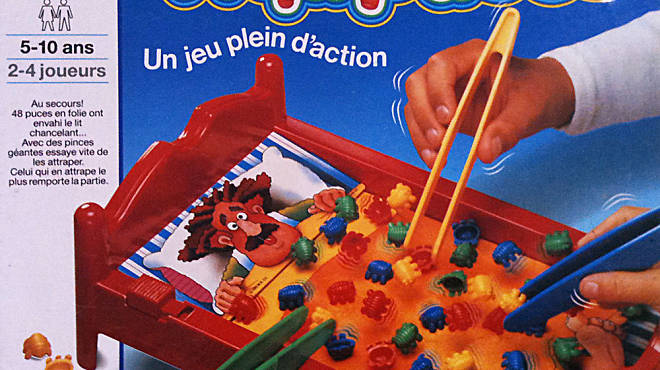 5-10 ans
2-4 joueurs
Au secours!
48 puces en folie ont
envahi le lit
chancelant...
Avec des pinces
géantes essaye vite de
les attraper.
Celui qui en attrape le
plus remporte la partie.
Un jeu plein d'action